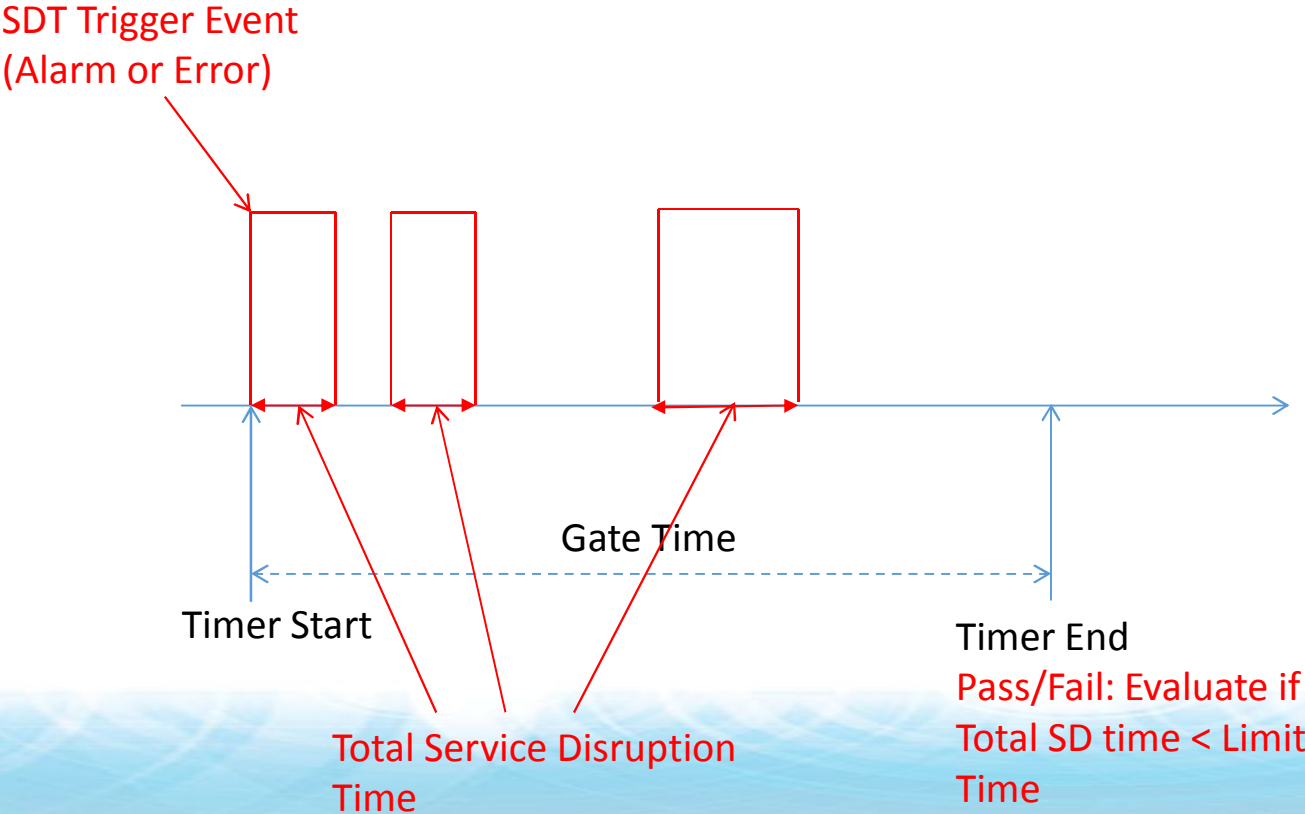 SDT Trigger Event
(Alarm or Error)
Gate Time
Timer Start
Timer End
Pass/Fail: Evaluate if
Total SD time < Limit
Time
Total Service Disruption
Time